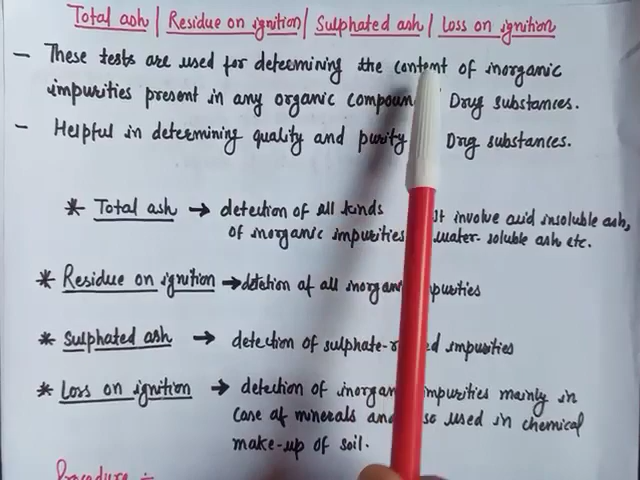 Total ash / Residue on ignition / Sulphated ash / Loss on ignition
- These tests are used for determining the content of inorganic
impurities present in any organic compoun Drug substances.
- Helpful in determining quality and purity Drug substances.
* Total ash → detection of all kinds
of inorganic impurities
It involve acid insoluble ash,
water-soluble ash etc.
* Residue on ignition → detection of all inorgan purities
* Sulphated ash → detection of sulphate-r d impurities
* Loss on ignition → detection of inorgan impurities mainly in
Case of minerals and so used in chemical
make-up of soil.
Procedure :-